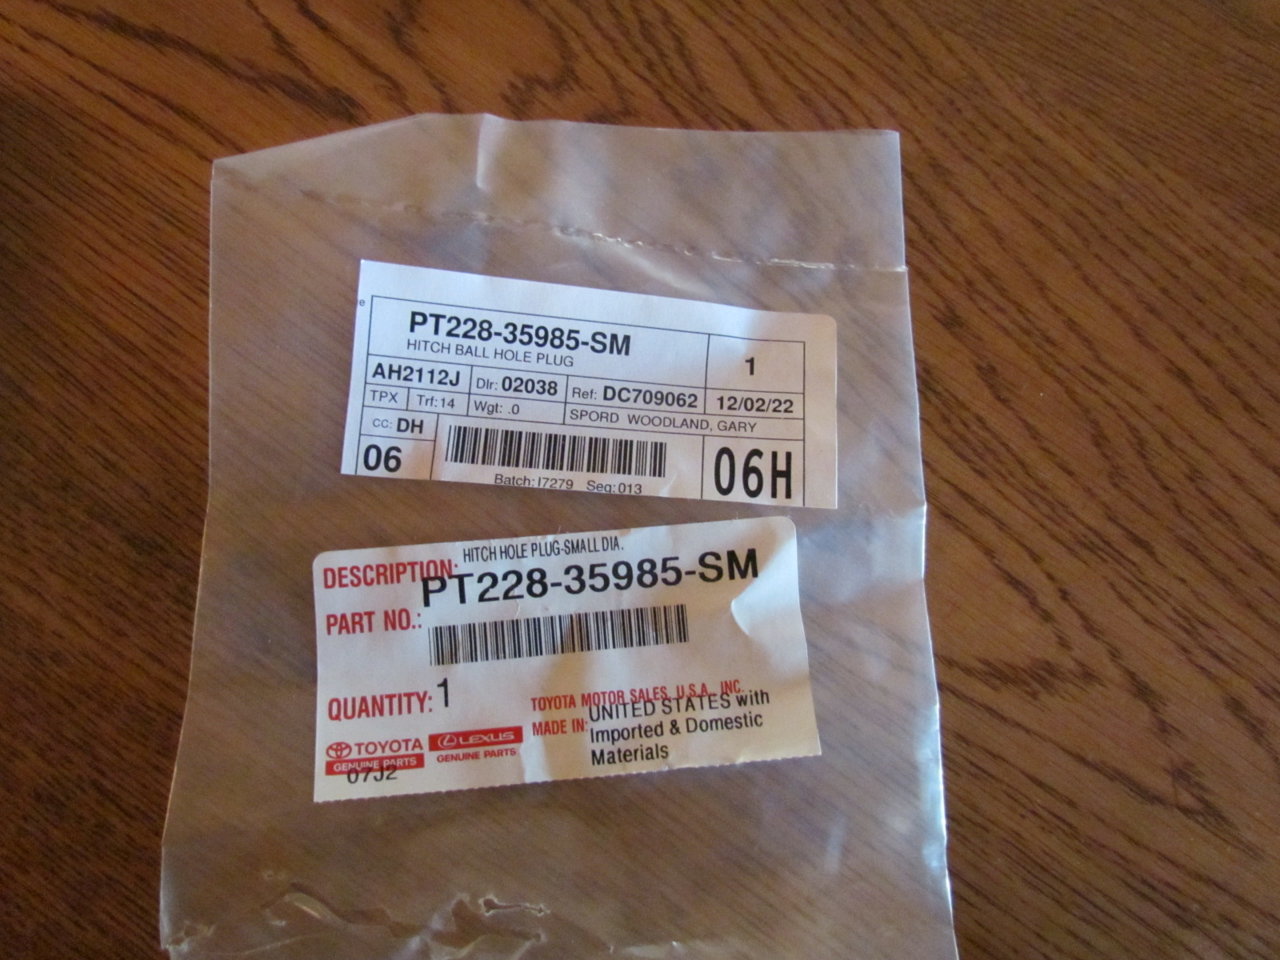 e
PT228-35985-SM
HITCH BALL HOLE PLUG
1
AH2112J Dlr: 02038 Ref: DC709062 12/02/22
TPX Trf: 14 Wgt: .0 SPORD WOODLAND, GARY
CC: DH
06
06H
Batch: I7279 Seq: 013
HITCH HOLE PLUG-SMALL DIA.
DESCRIPTION:
PT228-35985-SM
PART NO.:
QUANTITY: 1
TOYOTA MOTOR SALES, U.S.A., INC.
MADE IN: UNITED STATES with
Imported & Domestic
Materials
TOYOTA
GENUINE PARTS
LEXUS
GENUINE PARTS
07J2